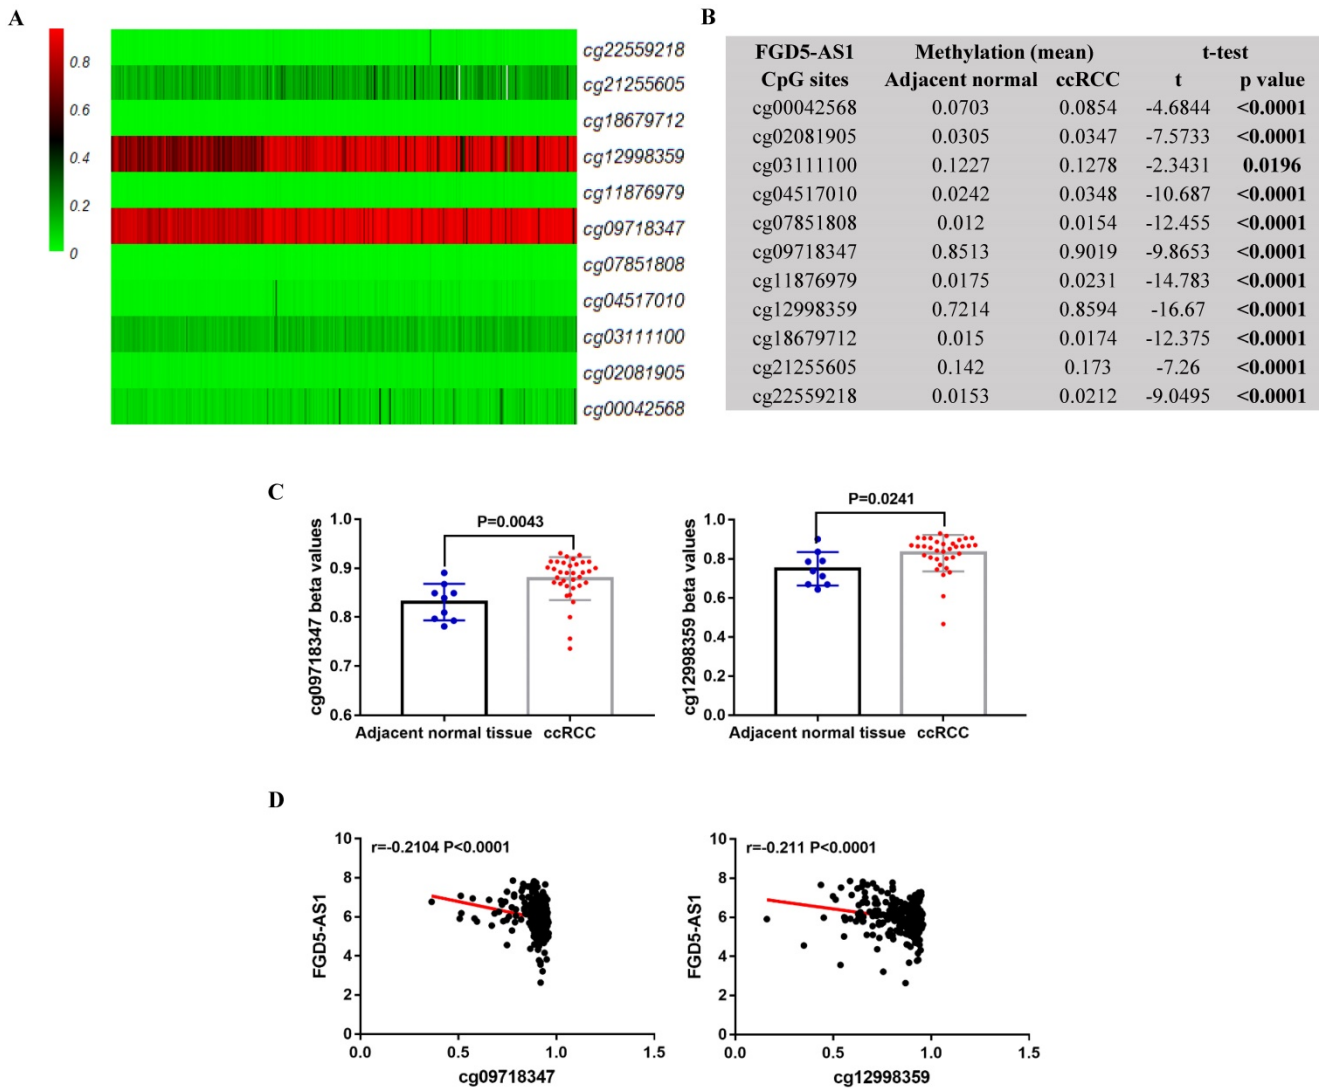 A
0.8
0.6
0.4
0.2
0
cg22559218
cg21255605
cg18679712
cg12998359
cg11876979
cg09718347
cg07851808
cg04517010
cg03111100
cg02081905
cg00042568
B
FGD5-AS1 Methylation (mean) t-test
CpG sites Adjacent normal ccRCC t p value
cg00042568 0.0703 0.0854 -4.6844 <0.0001
cg02081905 0.0305 0.0347 -7.5733 <0.0001
cg03111100 0.1227 0.1278 -2.3431 0.0196
cg04517010 0.0242 0.0348 -10.687 <0.0001
cg07851808 0.012 0.0154 -12.455 <0.0001
cg09718347 0.8513 0.9019 -9.8653 <0.0001
cg11876979 0.0175 0.0231 -14.783 <0.0001
cg12998359 0.7214 0.8594 -16.67 <0.0001
cg18679712 0.015 0.0174 -12.375 <0.0001
cg21255605 0.142 0.173 -7.26 <0.0001
cg22559218 0.0153 0.0212 -9.0495 <0.0001
C
cg09718347 beta values
1.0
0.9
0.8
0.7
0.6
P=0.0043
Adjacent normal tissue ccRCC
cg12998359 beta values
1.0
0.8
0.6
0.4
0.2
0.0
P=0.0241
Adjacent normal tissue ccRCC
D
FGD5-AS1
10
8
6
4
2
0
r=-0.2104 P<0.0001
0.0 0.5 1.0 1.5
cg09718347
FGD5-AS1
10
8
6
4
2
0
r=-0.211 P<0.0001
0.0 0.5 1.0 1.5
cg12998359